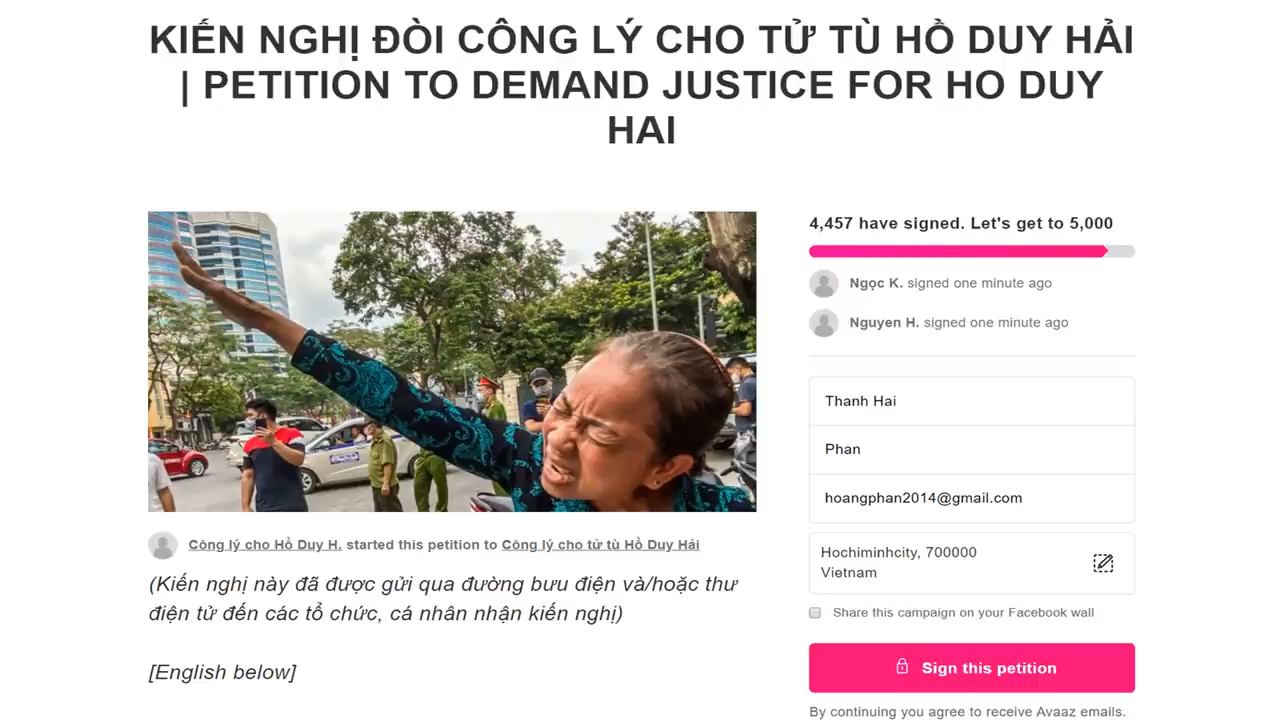 KIẾN NGHỊ ĐÒI CÔNG LÝ CHO TỬ TÙ HỒ DUY HẢI
| PETITION TO DEMAND JUSTICE FOR HO DUY
HAI
4,457 have signed. Let's get to 5,000
Ngọc K. signed one minute ago
Nguyen H. signed one minute ago
Thanh Hai
Phan
hoangphan2014@gmail.com
Hochiminhcity, 700000
Vietnam
Share this campaign on your Facebook wall
Sign this petition
By continuing you agree to receive Avaaz emails.
Công lý cho Hồ Duy H. started this petition to Công lý cho tử tù Hồ Duy Hải
(Kiến nghị này đã được gửi qua đường bưu điện và/hoặc thư
điện tử đến các tổ chức, cá nhân nhận kiến nghị)
[English below]